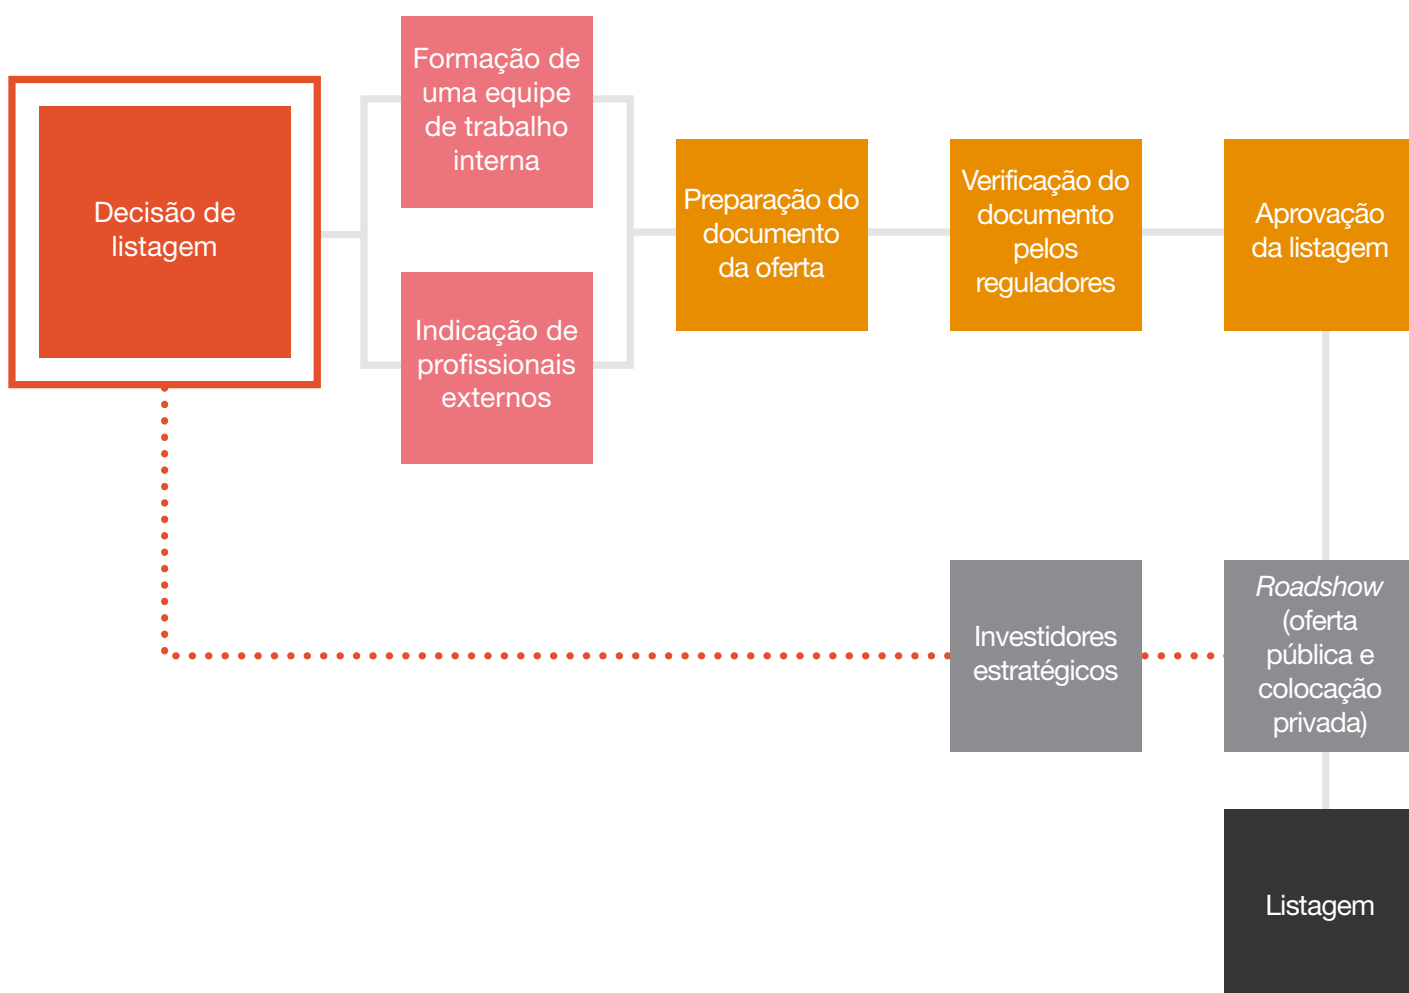 Decisão de
listagem
Formação de
uma equipe
de trabalho
interna
Indicação de
profissionais
externos
Preparação do
documento
da oferta
Verificação do
documento
pelos
reguladores
Aprovação
da listagem
Investidores
estratégicos
Roadshow
(oferta
pública e
colocação
privada)
Listagem